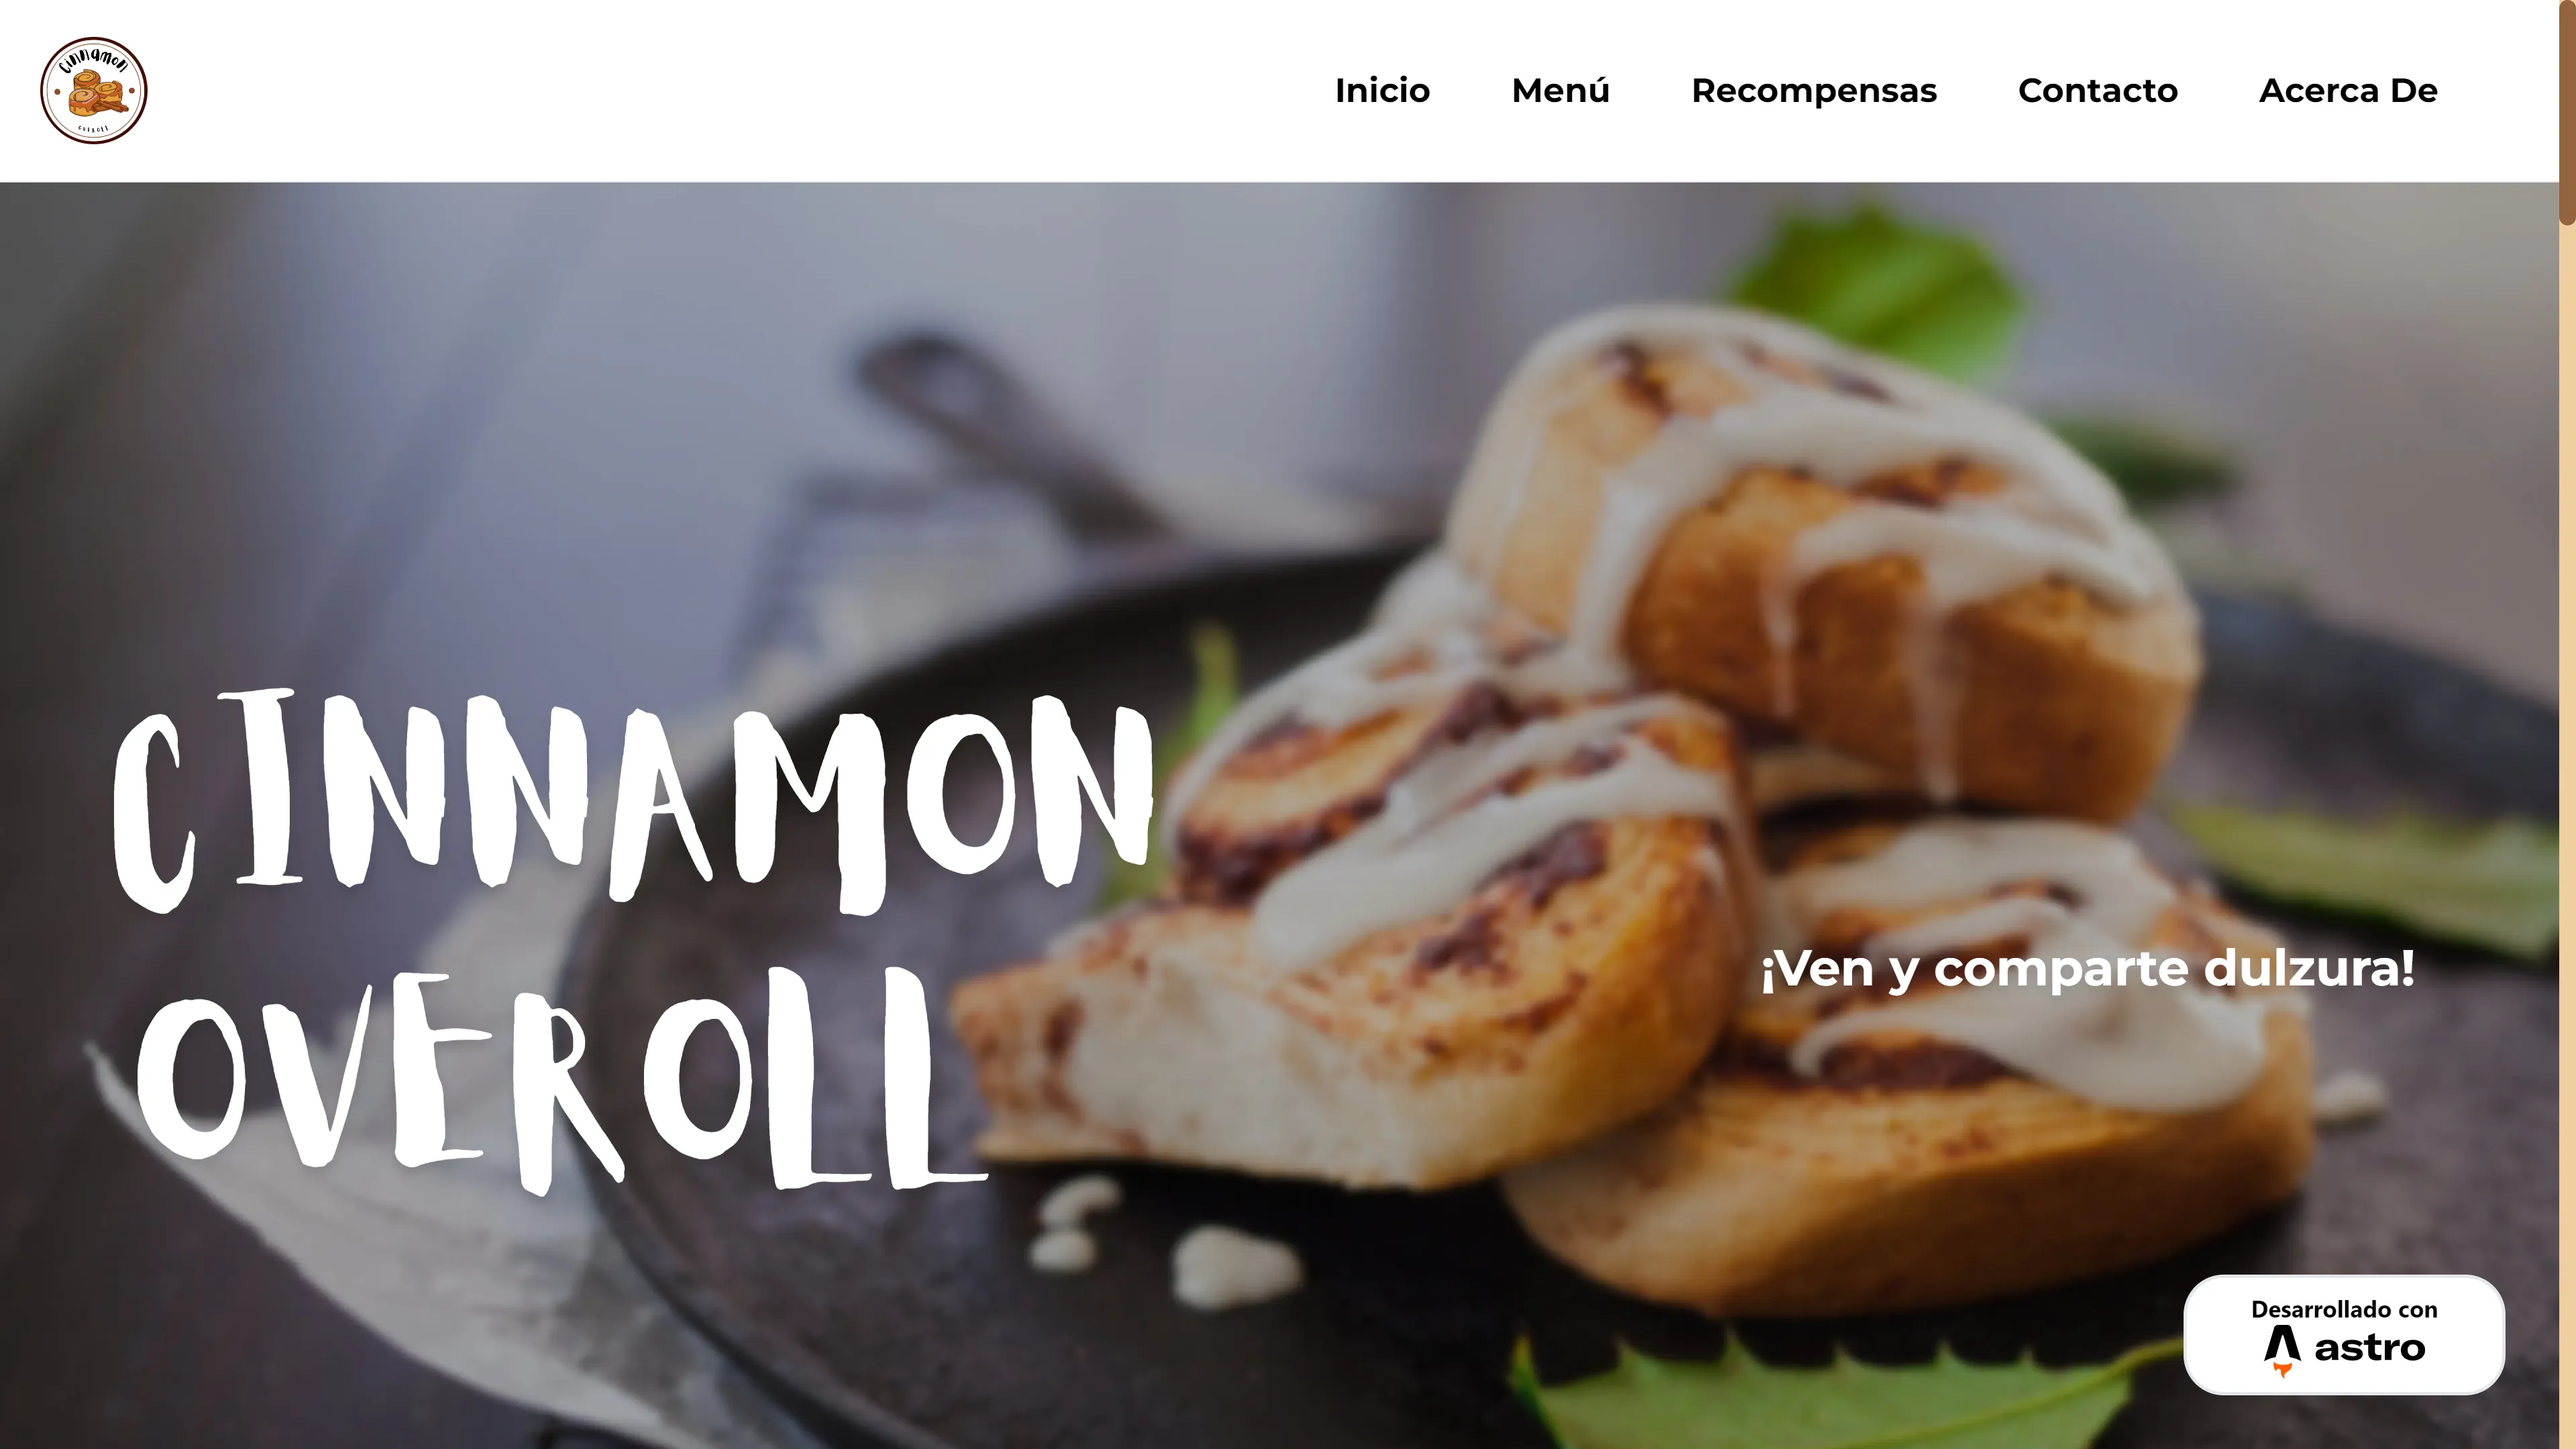 cinnamon
OVEROLL
Inicio Menú Recompensas Contacto Acerca De
CINNAMON
OVEROLL
¡Ven y comparte dulzura!
Desarrollado con
astro